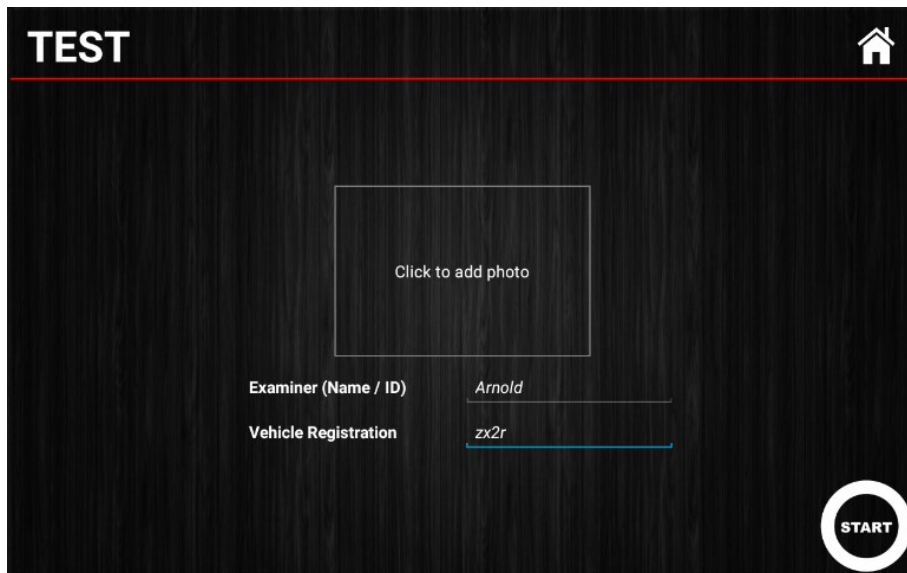 TEST
Click to add photo
Examiner (Name / ID) Arnold
Vehicle Registration zx2r
START